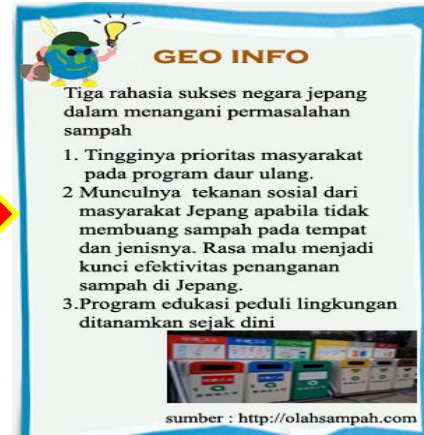 GEO INFO
Tiga rahasia sukses negara jepang
dalam menangani permasalahan
sampah
1. Tingginya prioritas masyarakat
pada program daur ulang.
2 Munculnya tekanan sosial dari
masyarakat Jepang apabila tidak
membuang sampah pada tempat
dan jenisnya. Rasa malu menjadi
kunci efektivitas penanganan
sampah di Jepang.
3.Program edukasi peduli lingkungan
ditanamkan sejak dini
sumber : http://olahsampah.com